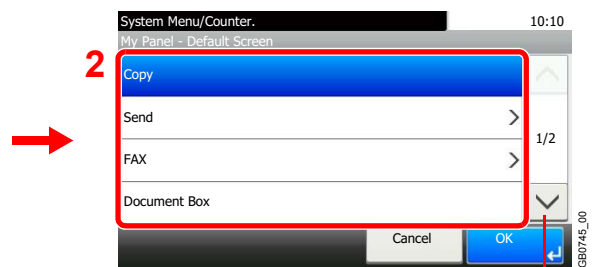 System Menu/Counter. 10:10
My Panel - Default Screen
2
Copy
Send
1/2
FAX
Document Box
Cancel OK
GB0745_00